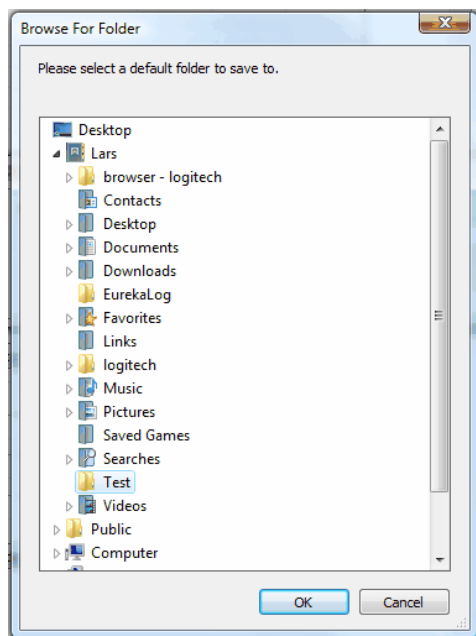 Browse For Folder
Please select a default folder to save to.
Desktop
Lars
browser - logitech
Contacts
Desktop
Documents
Downloads
EurekaLog
Favorites
Links
logitech
Music
Pictures
Saved Games
Searches
Test
Videos
Public
Computer
OK Cancel